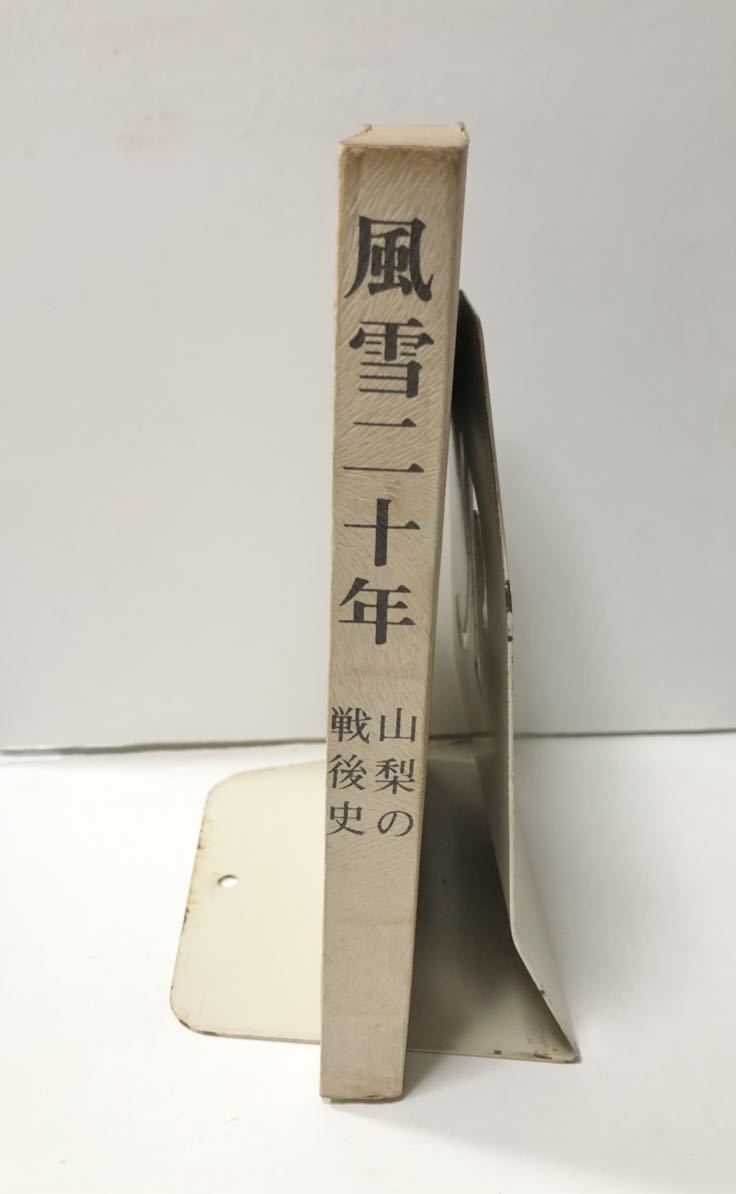 風雪二十年
山梨の
戦後史